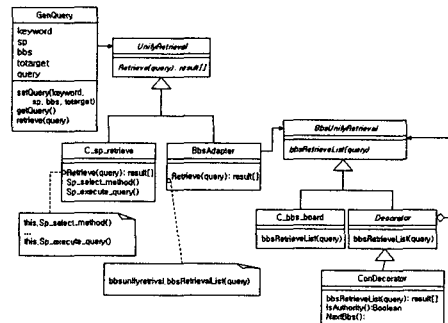 GenQuery
keyword
sp
bbs
totarget
query
setQuery(keyword,
sp, bbs, totarget)
getQuery()
retrieve(query)
UnifyRetrieval
Retrieve(query): result[]
C_sp_retrieve
Retrieve(query): result[]
Sp_select_method()
Sp_execute_query()
BbsAdapter
Retrieve(query): result[]
BbsUnifyRetrieval
bbsRetrieveList(query)
C_bbs_board
bbsRetrieveList(query)
Decorator
bbsRetrieveList(query)
this.Sp_select_method()
...
this.Sp_execute_query()
bbsunifyretrival.bbsRetrievalList(query)
ConDecorator
bbsRetrieveList(query): result[]
IsAuthority():Boolean
NextBbs():